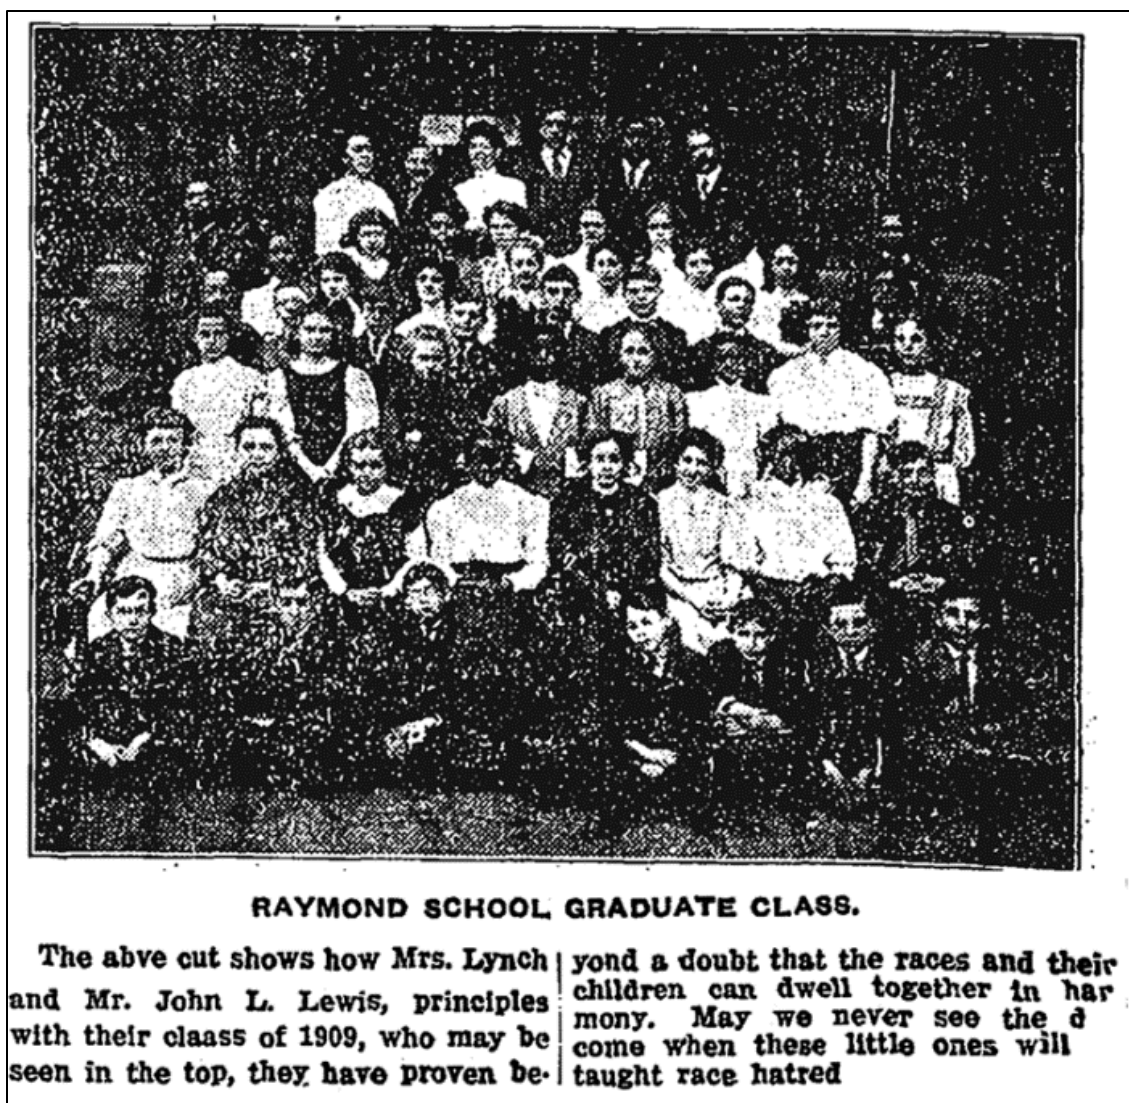 RAYMOND SCHOOL GRADUATE CLASS.
The abve cut shows how Mrs. Lynch
and Mr. John L. Lewis, principles
with their claass of 1909, who may be
seen in the top, they have proven be-
yond a doubt that the races and their
children can dwell together in har
mony. May we never see the d
come when these little ones will
taught race hatred